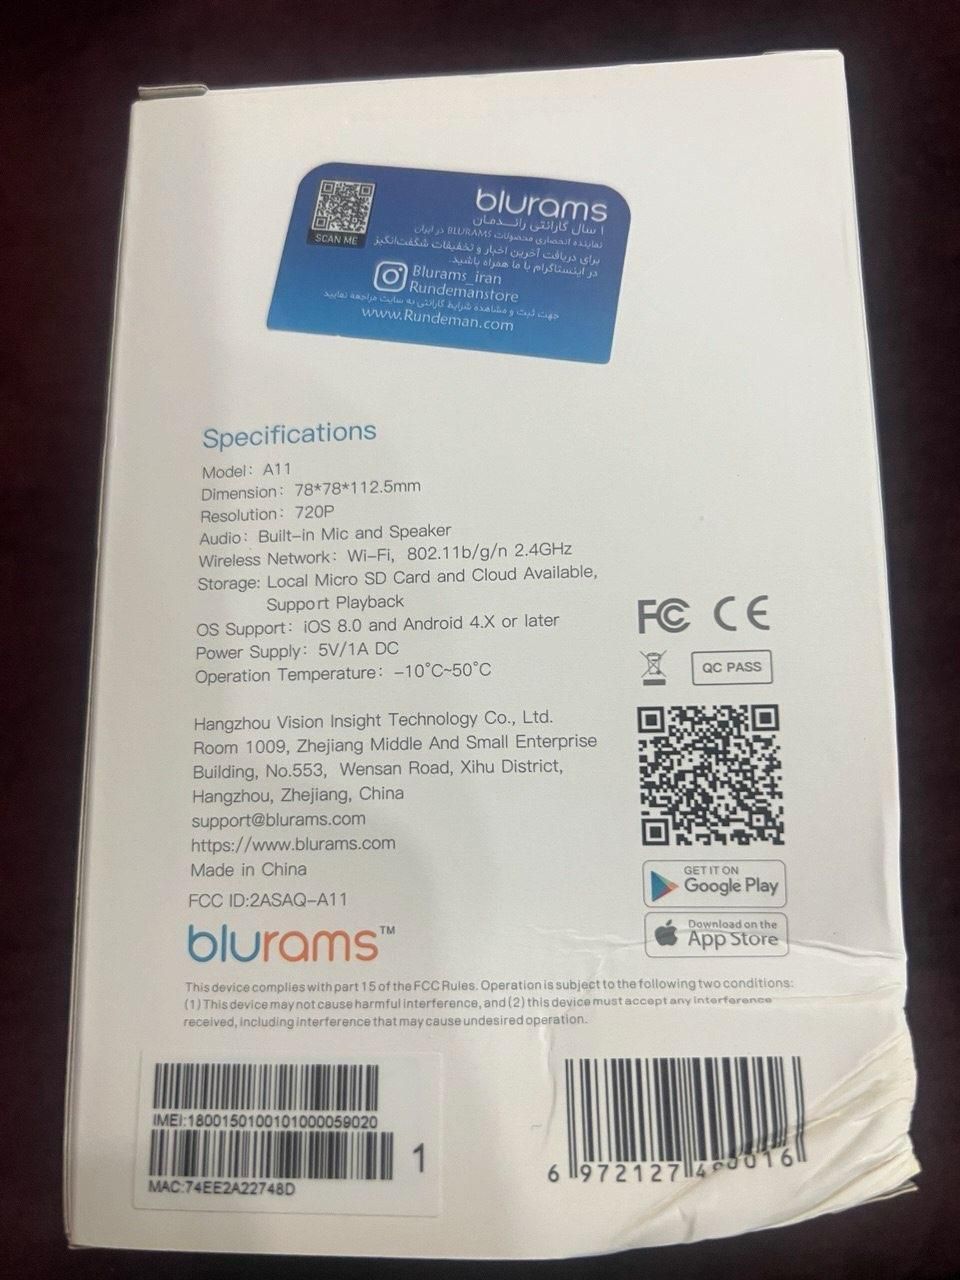 blurams
۱ سال گارانتی رانــدمان
نماینده انحصاری محصولات BLURAMS در ایران
برای دریافت آخرین اخبار و تخفیفات شگفت‌انگیز
در اینستاگرام با ما همراه باشید.
SCAN ME
Blurams_iran
Rundemanstore
جهت ثبت و مشاهده شرایط گارانتی به سایت مراجعه نمایید
www.Rundeman.com
Specifications
Model: A11
Dimension: 78*78*112.5mm
Resolution: 720P
Audio: Built-in Mic and Speaker
Wireless Network: Wi-Fi, 802.11b/g/n 2.4GHz
Storage: Local Micro SD Card and Cloud Available,
Support Playback
OS Support: iOS 8.0 and Android 4.X or later
Power Supply: 5V/1A DC
Operation Temperature: -10°C~50°C
FC CE
QC PASS
Hangzhou Vision Insight Technology Co., Ltd.
Room 1009, Zhejiang Middle And Small Enterprise
Building, No.553, Wensan Road, Xihu District,
Hangzhou, Zhejiang, China
support@blurams.com
https://www.blurams.com
Made in China
FCC ID:2ASAQ-A11
blurams™
GET IT ON
Google Play
Download on the
App Store
This device complies with part 15 of the FCC Rules. Operation is subject to the following two conditions:
(1) This device may not cause harmful interference, and (2) this device must accept any interference
received, including interference that may cause undesired operation.
IMEI:1800150100101000059020
MAC:74EE2A22748D
1
6 972127